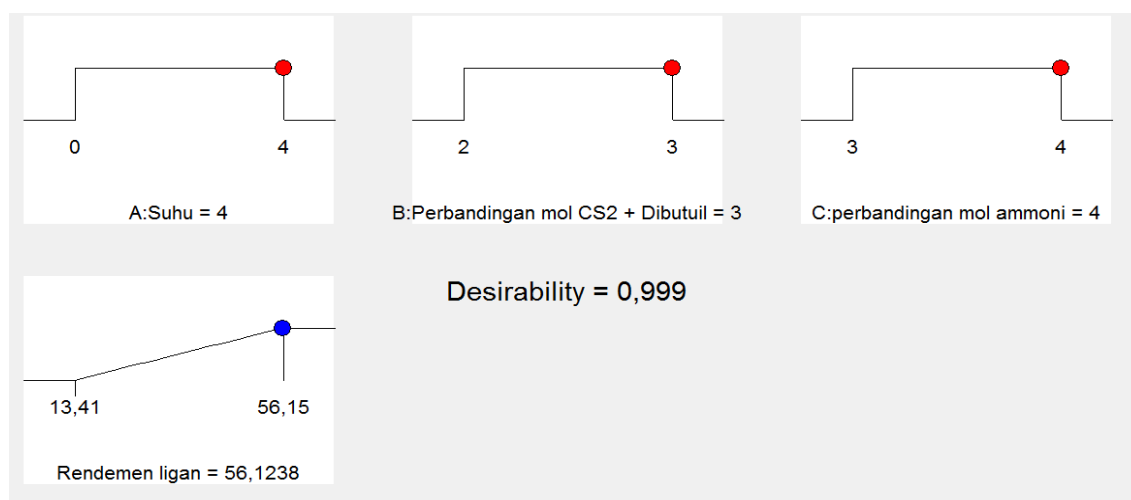 0 4
A:Suhu = 4
2 3
B:Perbandingan mol CS2 + Dibutuil = 3
3 4
C:perbandingan mol ammoni = 4
13,41 56,15
Rendemen ligan = 56,1238
Desirability = 0,999